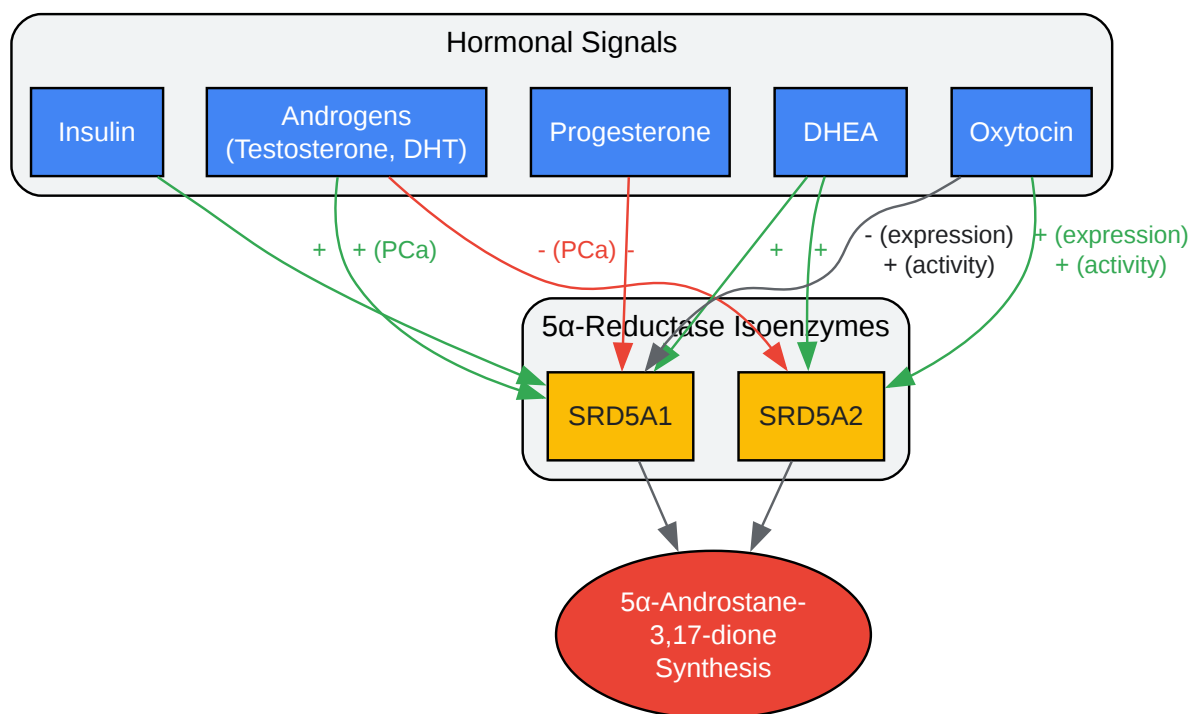 Hormonal Signals
Insulin
Androgens
(Testosterone, DHT)
Progesterone
DHEA
Oxytocin
+
+ (PCa)
- (PCa)
-
+
+
- (expression)
+ (activity)
+ (expression)
+ (activity)
5α-Reductase Isoenzymes
SRD5A1
SRD5A2
5α-Androstane-
3,17-dione
Synthesis